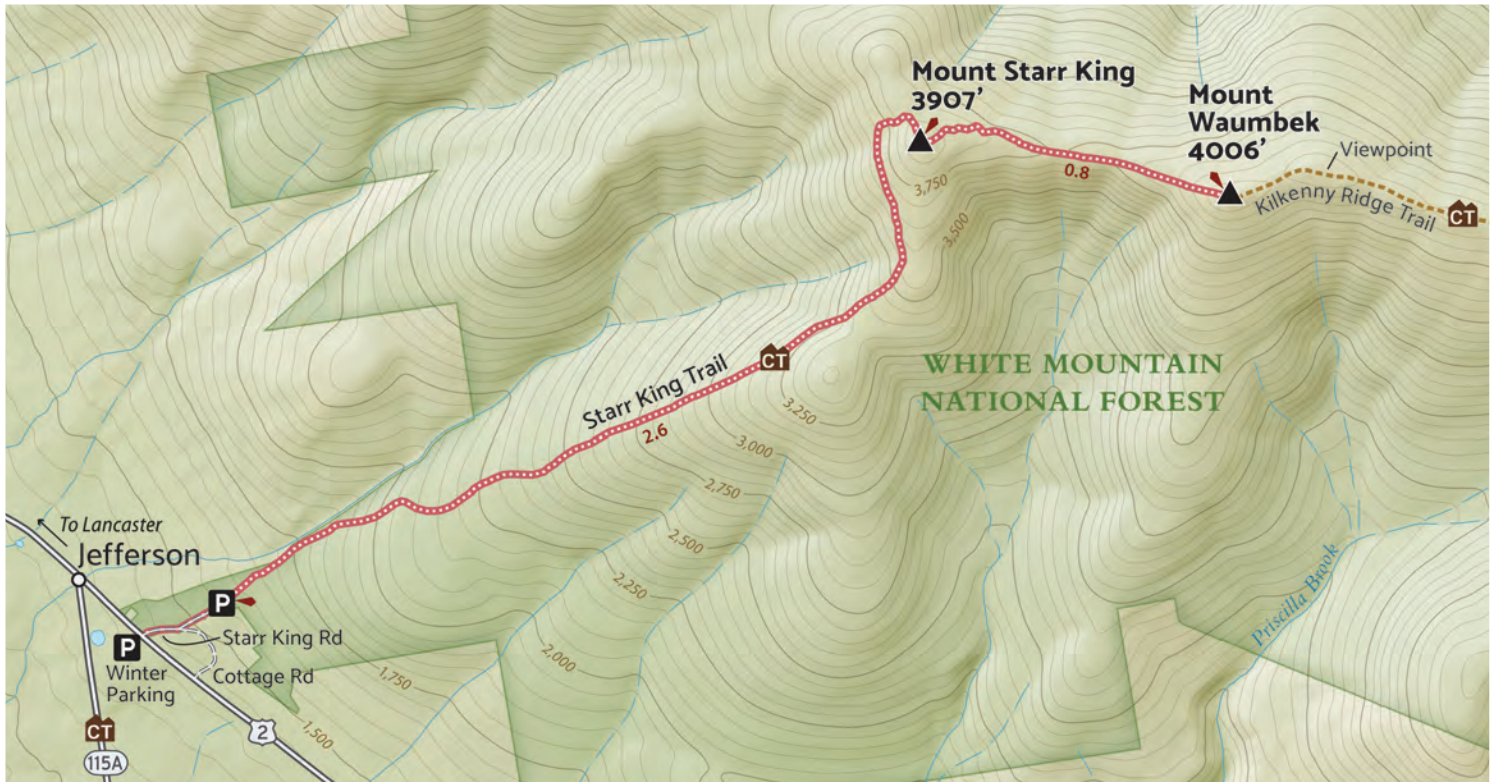 Mount Starr King
3907'
Mount
Waumbek
4006'
Viewpoint
0.8
Kilkenny Ridge Trail
CT
3,750
3,500
CT
Starr King Trail
2.6
WHITE MOUNTAIN
NATIONAL FOREST
3,250
3,000
2,750
2,500
2,250
2,000
1,750
1,500
To Lancaster
Jefferson
P
Starr King Rd
P
Winter
Parking
Cottage Rd
CT
2
115A
Priscilla Brook